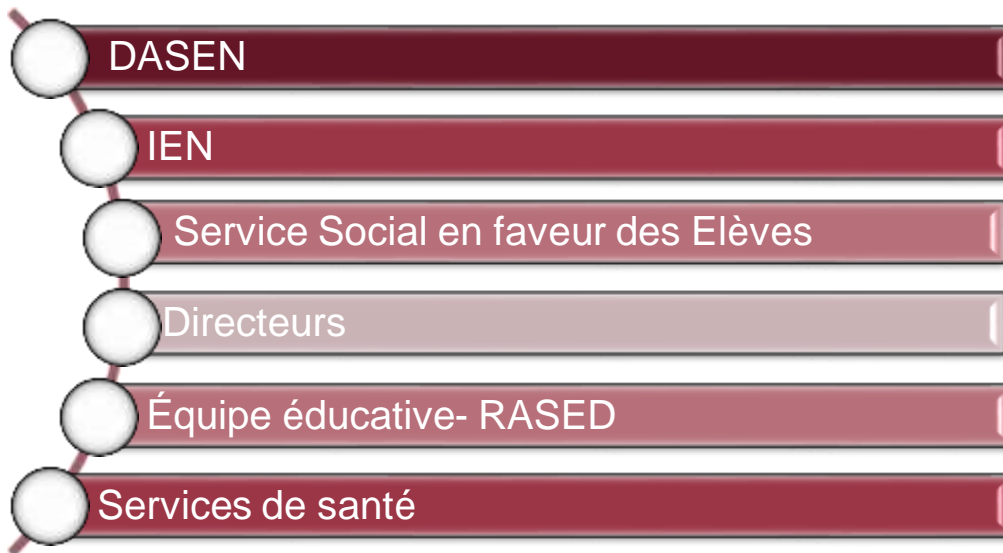 DASEN
IEN
Service Social en faveur des Elèves
Directeurs
Équipe éducative- RASED
Services de santé